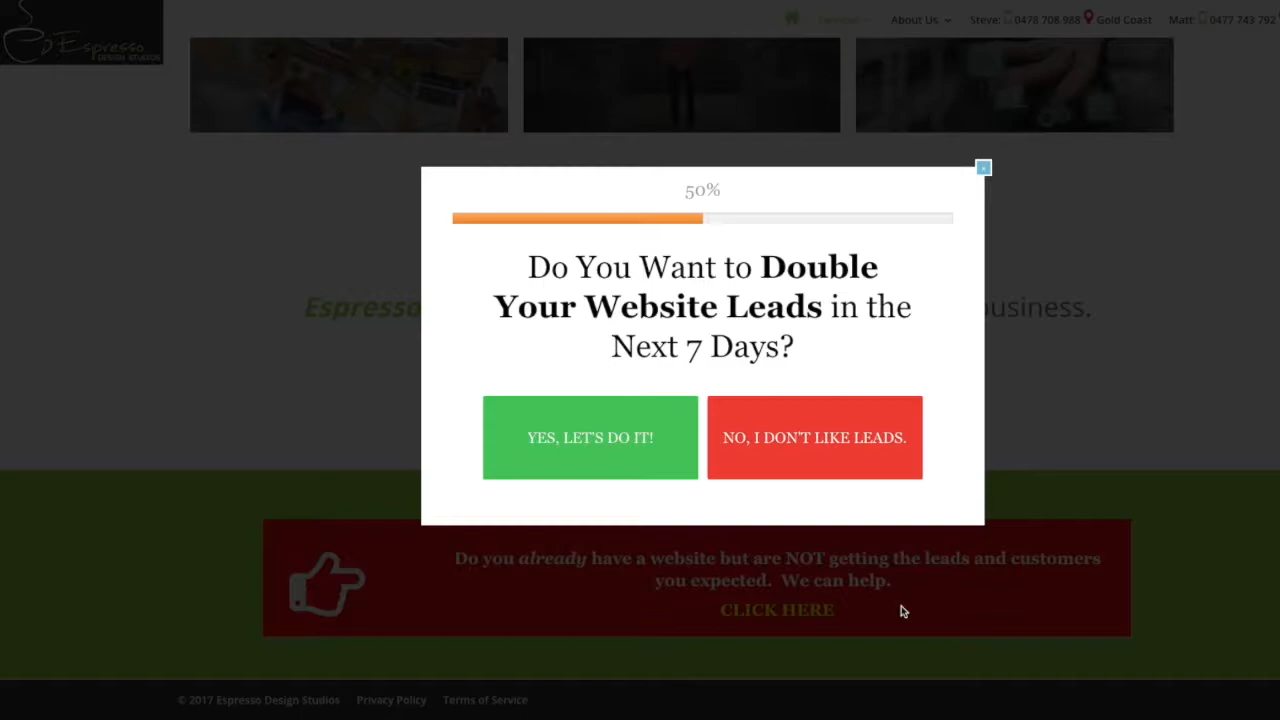 Espresso
DESIGN STUDIOS
Services
About Us
Steve:
0478 708 988
Gold Coast
Matt:
0477 743 792
50%
Do You Want to Double
Your Website Leads in the
Next 7 Days?
Espresso
business.
YES, LET'S DO IT!
NO, I DON'T LIKE LEADS.
Do you already have a website but are NOT getting the leads and customers
you expected. We can help.
CLICK HERE
© 2017 Espresso Design Studios
Privacy Policy
Terms of Service